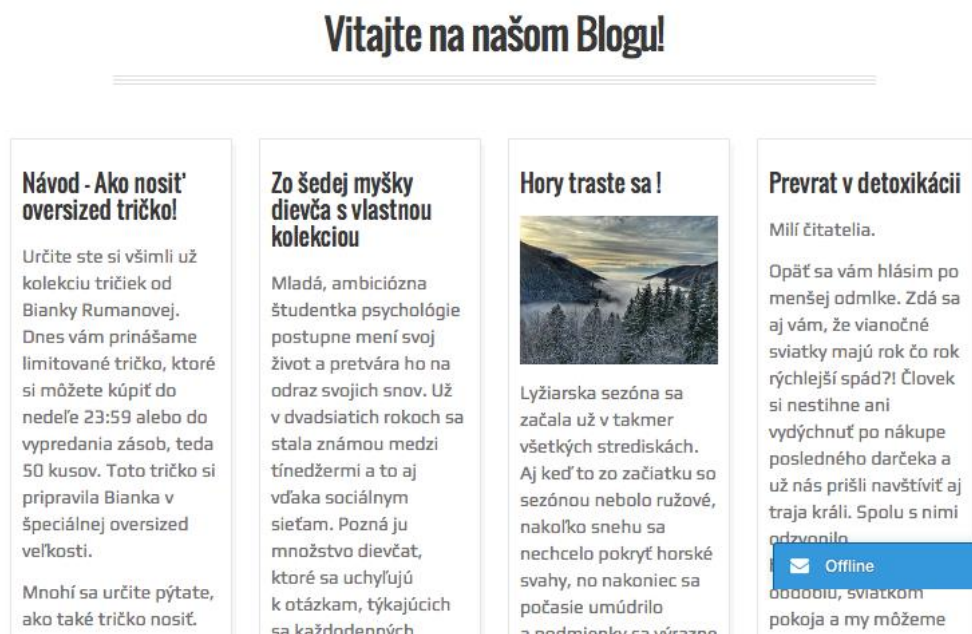 Vitajte na našom Blogu!
Návod - Ako nosiť
oversized tričko!
Určite ste si všimli už
kolekciu tričiek od
Bianky Rumanovej.
Dnes vám prinášame
limitované tričko, ktoré
si môžete kúpiť do
nedeľe 23:59 alebo do
vypredania zásob, teda
50 kusov. Toto tričko si
pripravila Bianka v
špeciálnej oversized
veľkosti.
Mnohí sa určite pýtate,
ako také tričko nosiť.
Zo šedej myšky
dievča s vlastnou
kolekciou
Mladá, ambiciózna
študentka psychológie
postupne mení svoj
život a pretvára ho na
odraz svojich snov. Už
v dvadsiatich rokoch sa
stala známou medzi
tínedžermi a to aj
vďaka sociálnym
sieťam. Pozná ju
množstvo dievčat,
ktoré sa uchyľujú
k otázkam, týkajúcich
sa každodenných
Hory traste sa !
Lyžiarska sezóna sa
začala už v takmer
všetkých strediskách.
Aj keď to zo začiatku so
sezónou nebolo ružové,
nakoľko snehu sa
nechcelo pokryť horské
svahy, no nakoniec sa
počasie umúdrilo
a podmienky sa výrazne
Prevrat v detoxikácii
Milí čitatelia.
Opäť sa vám hlásim po
menšej odmlke. Zdá sa
aj vám, že vianočné
sviatky majú rok čo rok
rýchlejší spád?! Človek
si nestihne ani
vydýchnuť po nákupe
posledného darčeka a
už nás prišli navštíviť aj
traja králi. Spolu s nimi
odzvonilo
Offline
obdobiu, sviatkom
pokoja a my môžeme